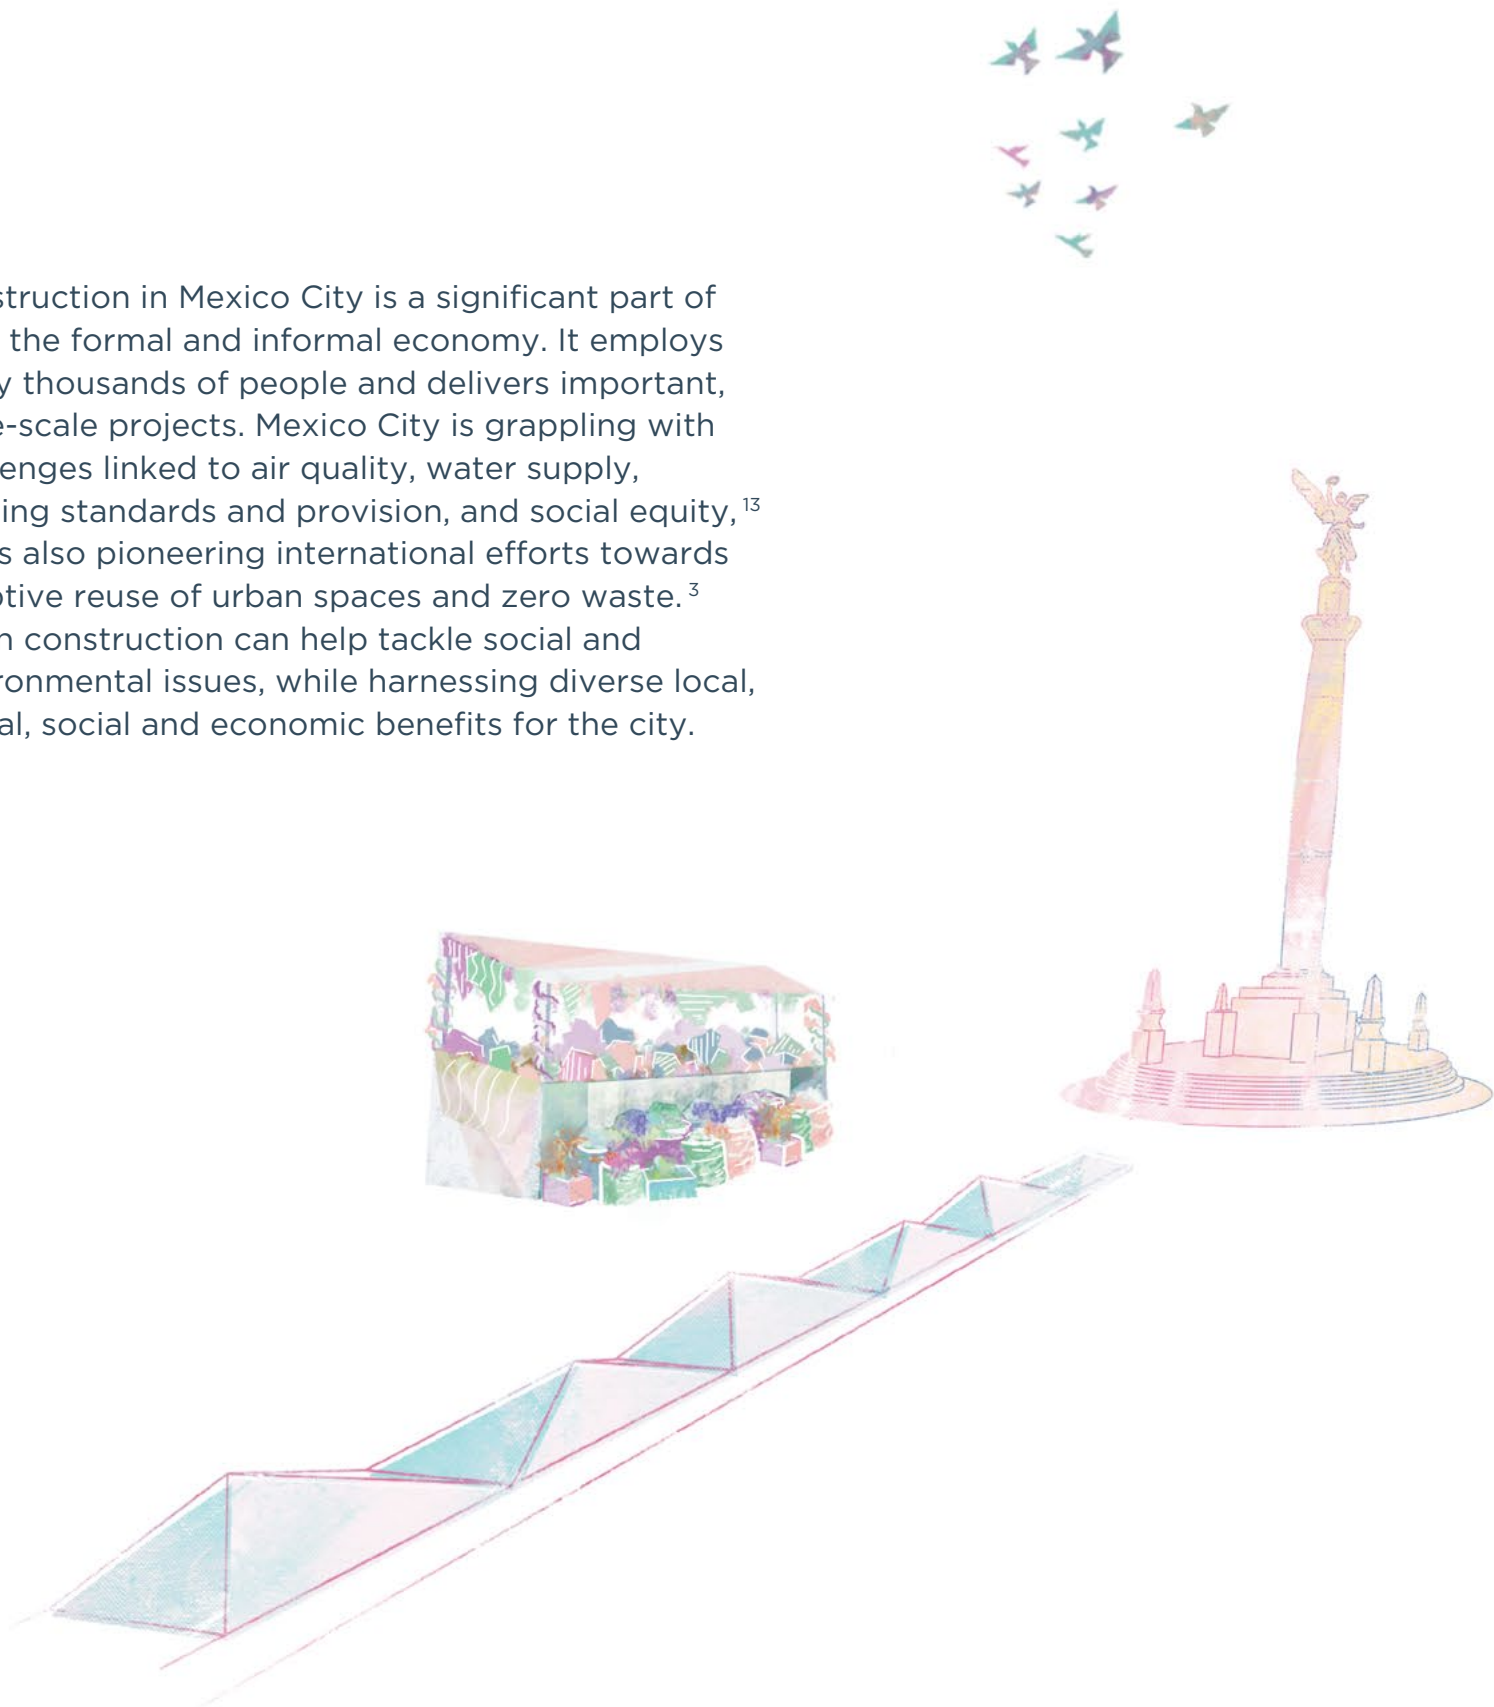 struction in Mexico City is a significant part of
the formal and informal economy. It employs
y thousands of people and delivers important,
e-scale projects. Mexico City is grappling with
enges linked to air quality, water supply,
ing standards and provision, and social equity, 13
s also pioneering international efforts towards
ptive reuse of urban spaces and zero waste. 3
n construction can help tackle social and
ronmental issues, while harnessing diverse local,
al, social and economic benefits for the city.